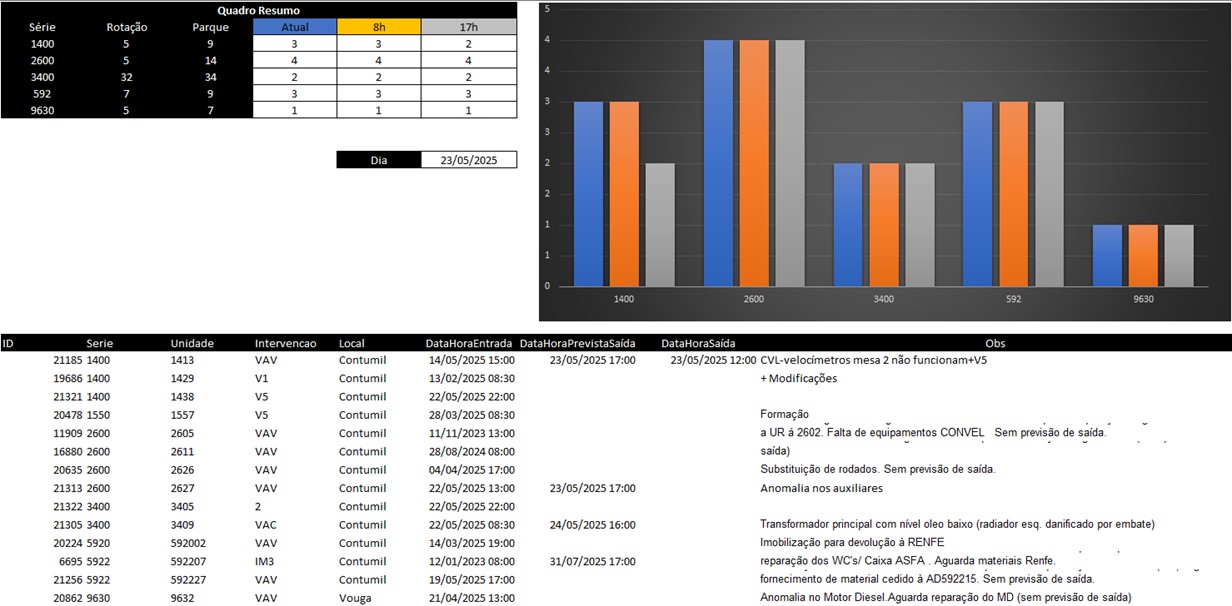 Quadro Resumo
Série Rotação Parque Atual 8h 17h
1400 5 9 3 3 2
2600 5 14 4 4 4
3400 32 34 2 2 2
592 7 9 3 3 3
9630 5 7 1 1 1
Dia 23/05/2025
5
4
4
3
3
2
2
1
1
0
1400 2600 3400 592 9630
ID Serie Unidade Intervencao Local DataHoraEntrada DataHoraPrevistaSaída DataHoraSaída Obs
21185 1400 1413 VAV Contumil 14/05/2025 15:00 23/05/2025 17:00 23/05/2025 12:00 CVL-velocímetros mesa 2 não funcionam+V5
19686 1400 1429 V1 Contumil 13/02/2025 08:30 + Modificações
21321 1400 1438 V5 Contumil 22/05/2025 22:00
20478 1550 1557 V5 Contumil 28/03/2025 08:30 Formação
11909 2600 2605 VAV Contumil 11/11/2023 13:00 a UR á 2602. Falta de equipamentos CONVEL Sem previsão de saída.
16880 2600 2611 VAV Contumil 28/08/2024 08:00 saída)
20635 2600 2626 VAV Contumil 04/04/2025 17:00 Substituição de rodados. Sem previsão de saída.
21313 2600 2627 VAV Contumil 22/05/2025 13:00 23/05/2025 17:00 Anomalia nos auxiliares
21322 3400 3405 2 Contumil 22/05/2025 22:00
21305 3400 3409 VAC Contumil 22/05/2025 08:30 24/05/2025 16:00 Transformador principal com nível oleo baixo (radiador esq. danificado por embate)
20224 5920 592002 VAV Contumil 14/03/2025 19:00 Imobilização para devolução á RENFE
6695 5922 592207 IM3 Contumil 12/01/2023 08:00 31/07/2025 17:00 reparação dos WC's/ Caixa ASFA . Aguarda materiais Renfe.
21256 5922 592227 VAV Contumil 19/05/2025 17:00 fornecimento de material cedido à AD592215. Sem previsão de saída.
20862 9630 9632 VAV Vouga 21/04/2025 13:00 Anomalia no Motor Diesel.Aguarda reparação do MD (sem previsão de saída)